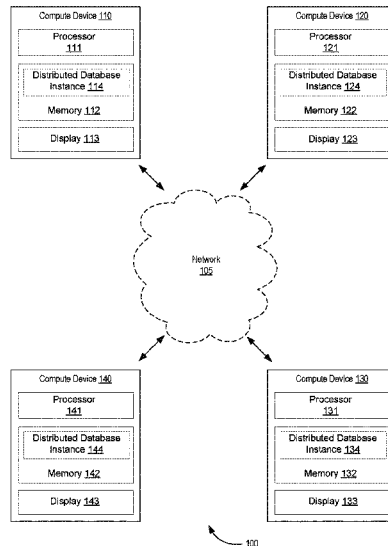 Compute Device 110
Processor
111
Distributed Database
Instance 114
Memory 112
Display 113
Compute Device 120
Processor
121
Distributed Database
Instance 124
Memory 122
Display 123
Network
105
Compute Device 140
Processor
141
Distributed Database
Instance 144
Memory 142
Display 143
Compute Device 130
Processor
131
Distributed Database
Instance 134
Memory 132
Display 133
100